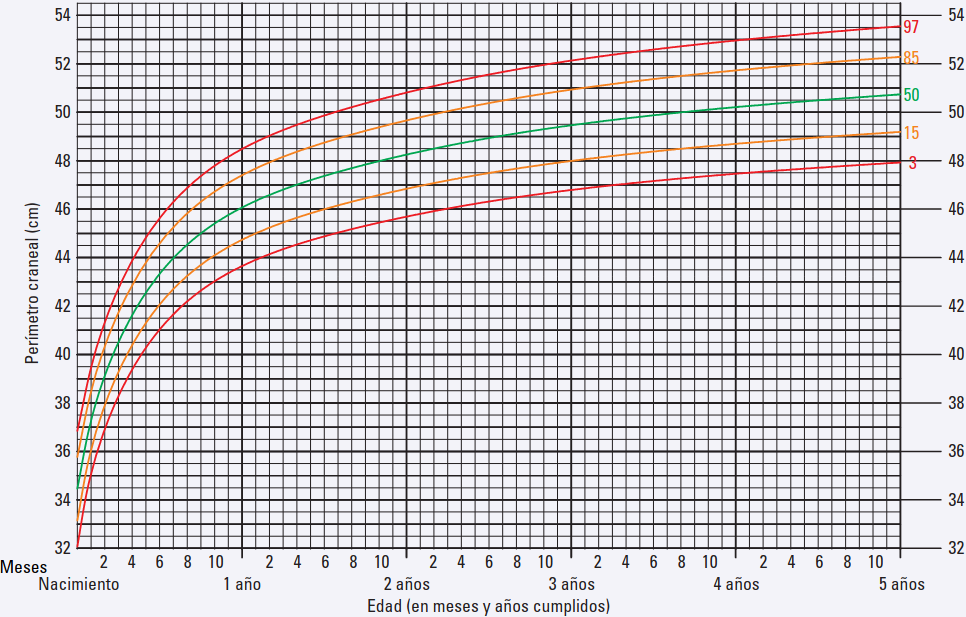 54 54
97
52 85 52
50 50 50
15
48 3 48
46 46
44 44
42 42
40 40
38 38
36 36
34 34
32 32
Perímetro craneal (cm)
Meses 2 4 6 8 10 2 4 6 8 10 2 4 6 8 10 2 4 6 8 10 2 4 6 8 10
Nacimiento 1 año 2 años 3 años 4 años 5 años
Edad (en meses y años cumplidos)